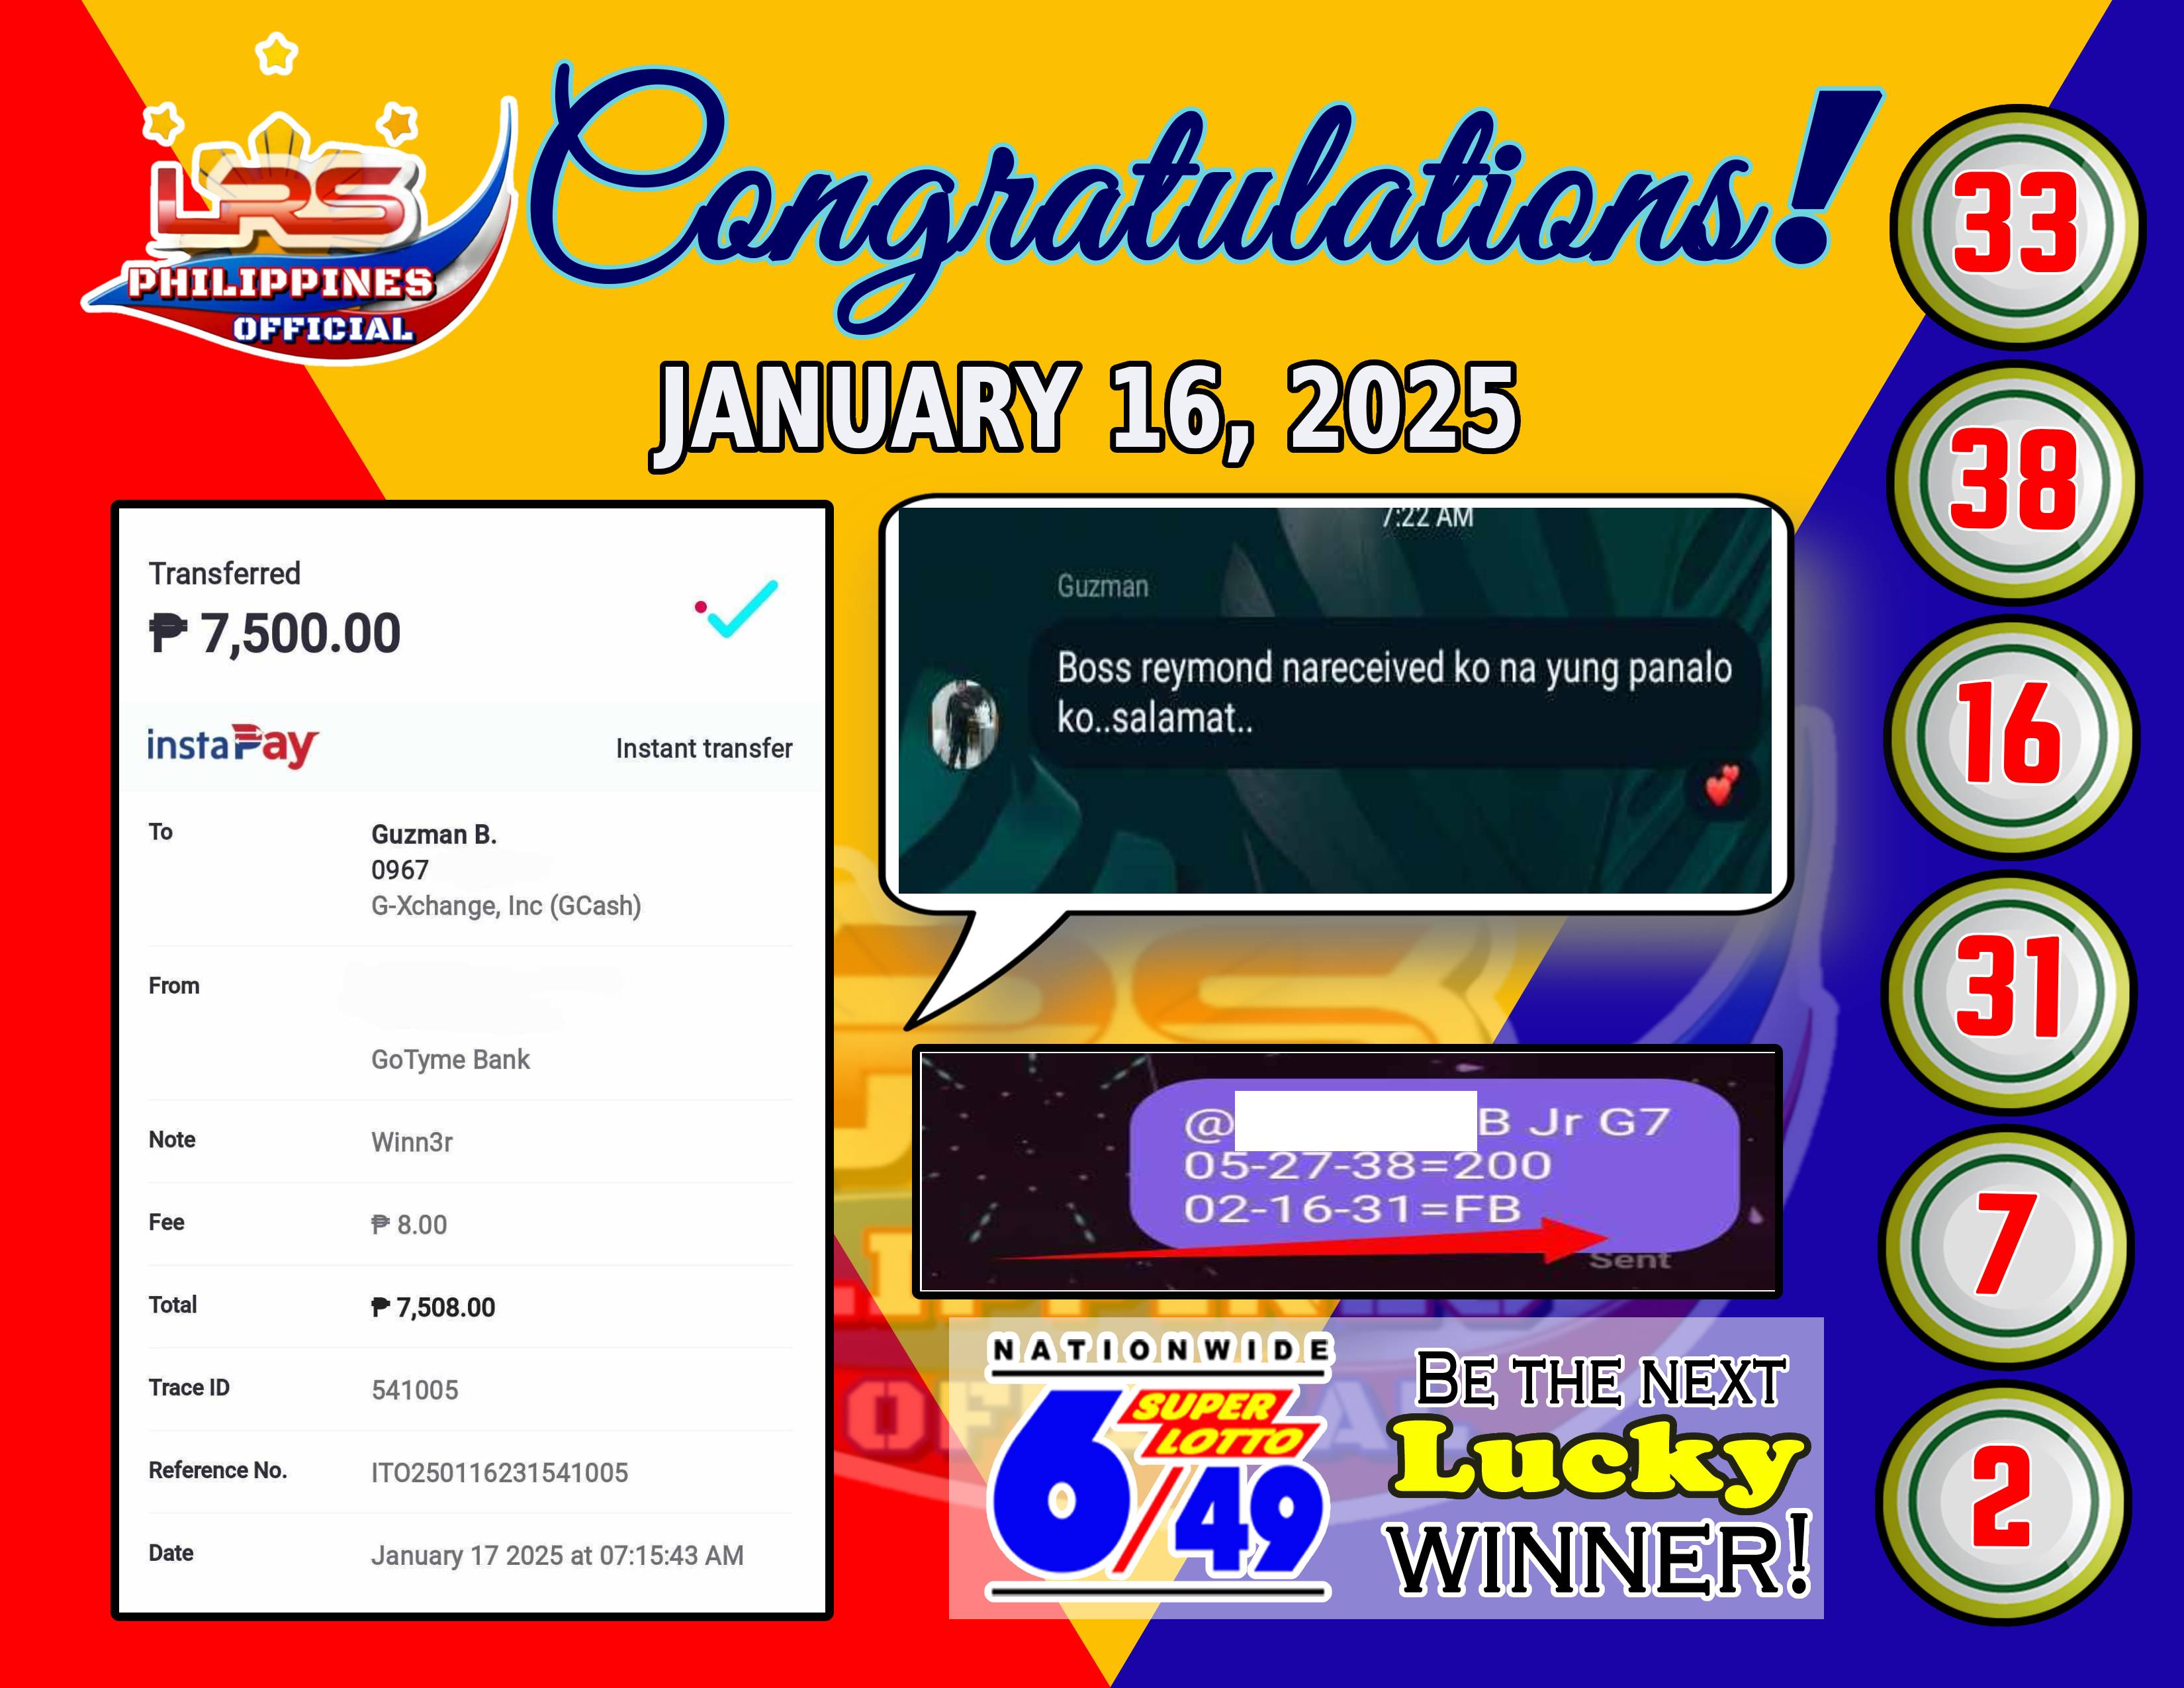 LRS
PHILIPPINES
OFFICIAL
Congratulations!
JANUARY 16, 2025
Transferred
₱ 7,500.00
instaPay
Instant transfer
To
Guzman B.
0967
G-Xchange, Inc (GCash)
From
GoTyme Bank
Note
Winn3r
Fee
₱ 8.00
Total
₱ 7,508.00
Trace ID
541005
Reference No.
ITO250116231541005
Date
January 17 2025 at 07:15:43 AM
7:22 AM
Guzman
Boss reymond nareceived ko na yung panalo
ko..salamat..
@ B Jr G7
05-27-38=200
02-16-31=FB
Sent
NATIONWIDE
SUPER
LOTTO
6/49
BE THE NEXT
Lucky
WINNER!
33
38
16
31
7
2